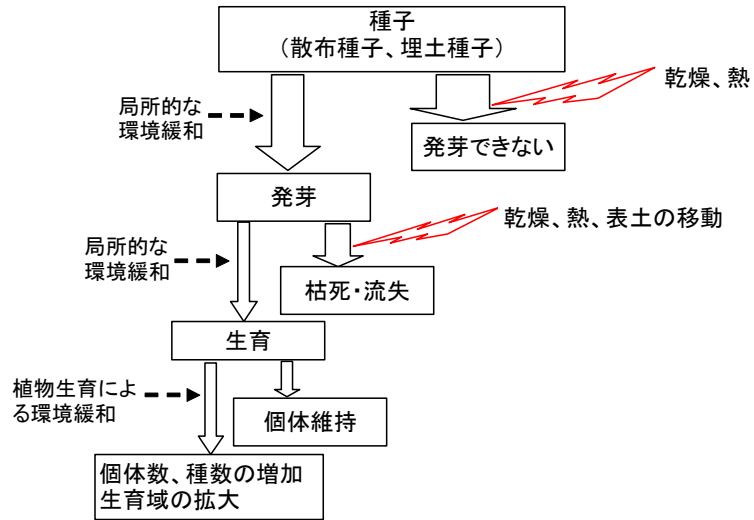 種子
（散布種子、埋土種子）
乾燥、熱
局所的な
環境緩和
発芽できない
発芽
乾燥、熱、表土の移動
局所的な
環境緩和
枯死・流失
生育
植物生育によ
る環境緩和
個体維持
個体数、種数の増加
生育域の拡大